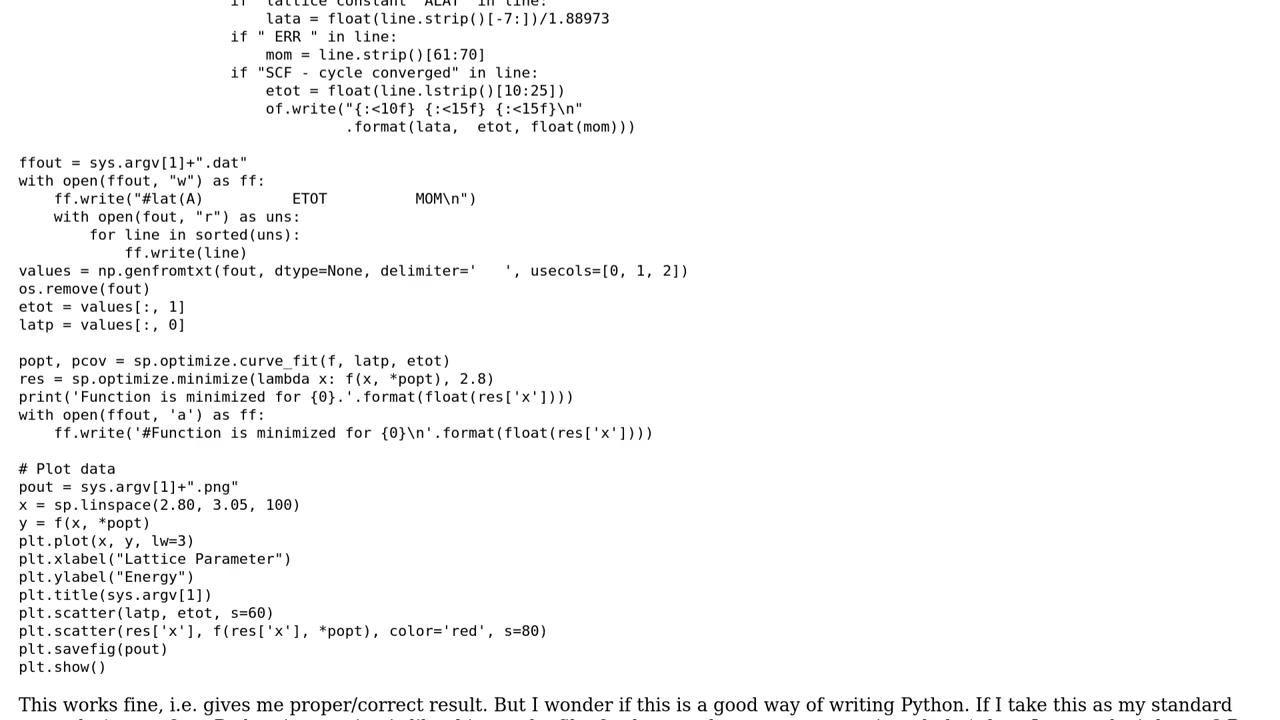 if "lattice constant  ALAT" in line:
lata = float(line.strip()[-7:])/1.88973
if " ERR " in line:
mom = line.strip()[61:70]
if "SCF - cycle converged" in line:
etot = float(line.lstrip()[10:25])
of.write("{:<10f} {:<15f} {:<15f}\n"
.format(lata,  etot, float(mom)))
ffout = sys.argv[1]+".dat"
with open(ffout, "w") as ff:
ff.write("#lat(A)          ETOT          MOM\n")
with open(fout, "r") as uns:
for line in sorted(uns):
ff.write(line)
values = np.genfromtxt(fout, dtype=None, delimiter='   ', usecols=[0, 1, 2])
os.remove(fout)
etot = values[:, 1]
latp = values[:, 0]
popt, pcov = sp.optimize.curve_fit(f, latp, etot)
res = sp.optimize.minimize(lambda x: f(x, *popt), 2.8)
print('Function is minimized for {0}.'.format(float(res['x'])))
with open(ffout, 'a') as ff:
ff.write('#Function is minimized for {0}\n'.format(float(res['x'])))
# Plot data
pout = sys.argv[1]+".png"
x = sp.linspace(2.80, 3.05, 100)
y = f(x, *popt)
plt.plot(x, y, lw=3)
plt.xlabel("Lattice Parameter")
plt.ylabel("Energy")
plt.title(sys.argv[1])
plt.scatter(latp, etot, s=60)
plt.scatter(res['x'], f(res['x'], *popt), color='red', s=80)
plt.savefig(pout)
plt.show()
This works fine, i.e. gives me proper/correct result. But I wonder if this is a good way of writing Python. If I take this as my standard